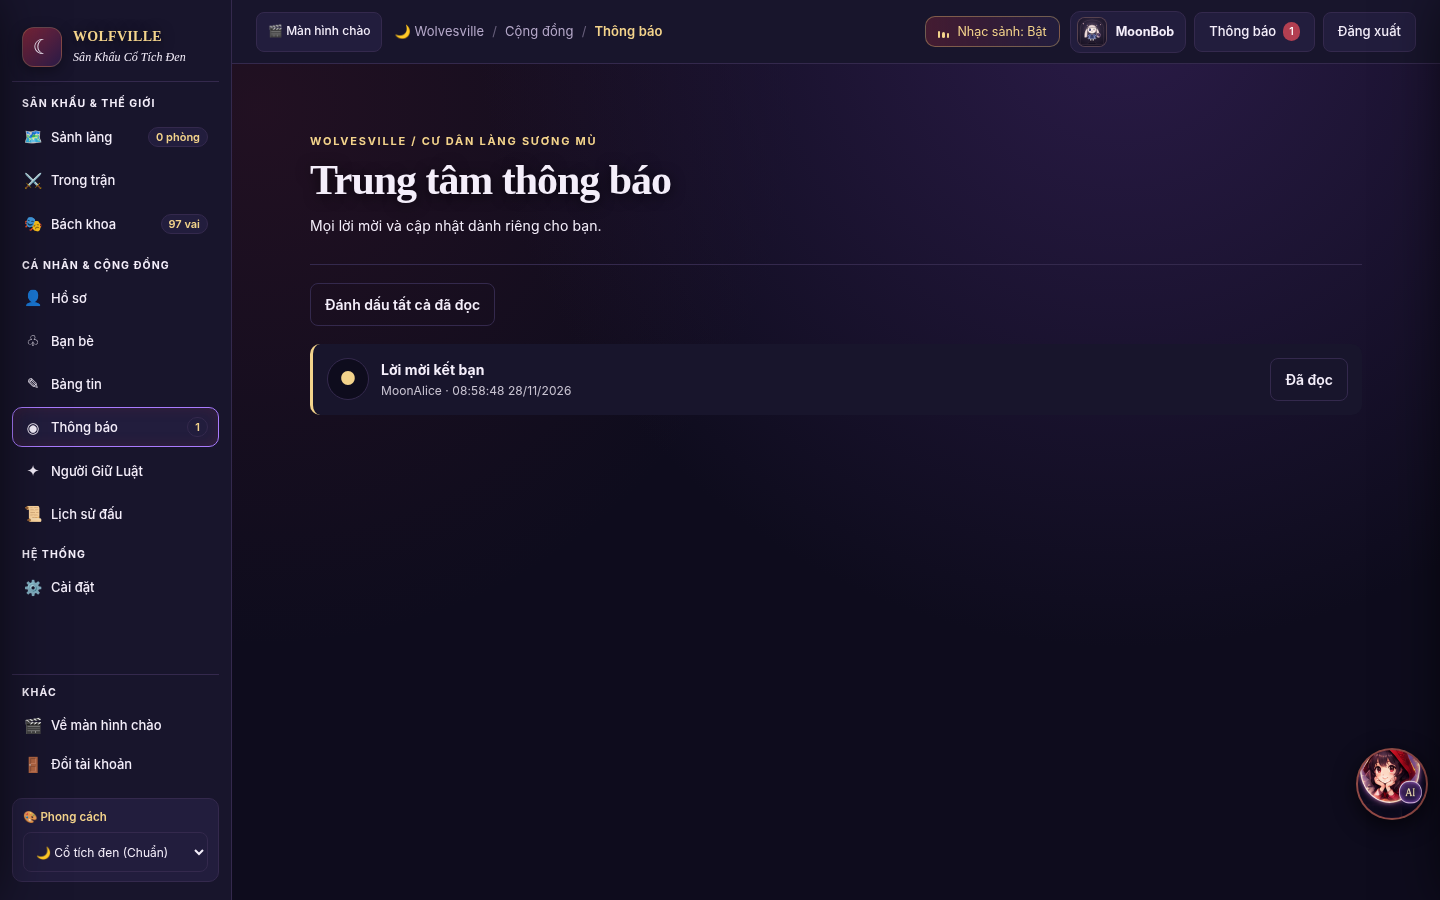 WOLFVILLE
Sân Khấu Cổ Tích Đen
SÂN KHẤU & THẾ GIỚI
Sảnh làng 0 phòng
Trong trận
Bách khoa 97 vai
CÁ NHÂN & CỘNG ĐỒNG
Hồ sơ
Bạn bè
Bảng tin
Thông báo 1
Người Giữ Luật
Lịch sử đấu
HỆ THỐNG
Cài đặt
KHÁC
Về màn hình chào
Đổi tài khoản
Phong cách
Cổ tích đen (Chuẩn)
Màn hình chào Wolvesville / Cộng đồng / Thông báo
Nhạc sảnh: Bật MoonBob Thông báo 1 Đăng xuất
WOLVESVILLE / CƯ DÂN LÀNG SƯƠNG MÙ
Trung tâm thông báo
Mọi lời mời và cập nhật dành riêng cho bạn.
Đánh dấu tất cả đã đọc
Lời mời kết bạn
MoonAlice · 08:58:48 28/11/2026
Đã đọc
AI